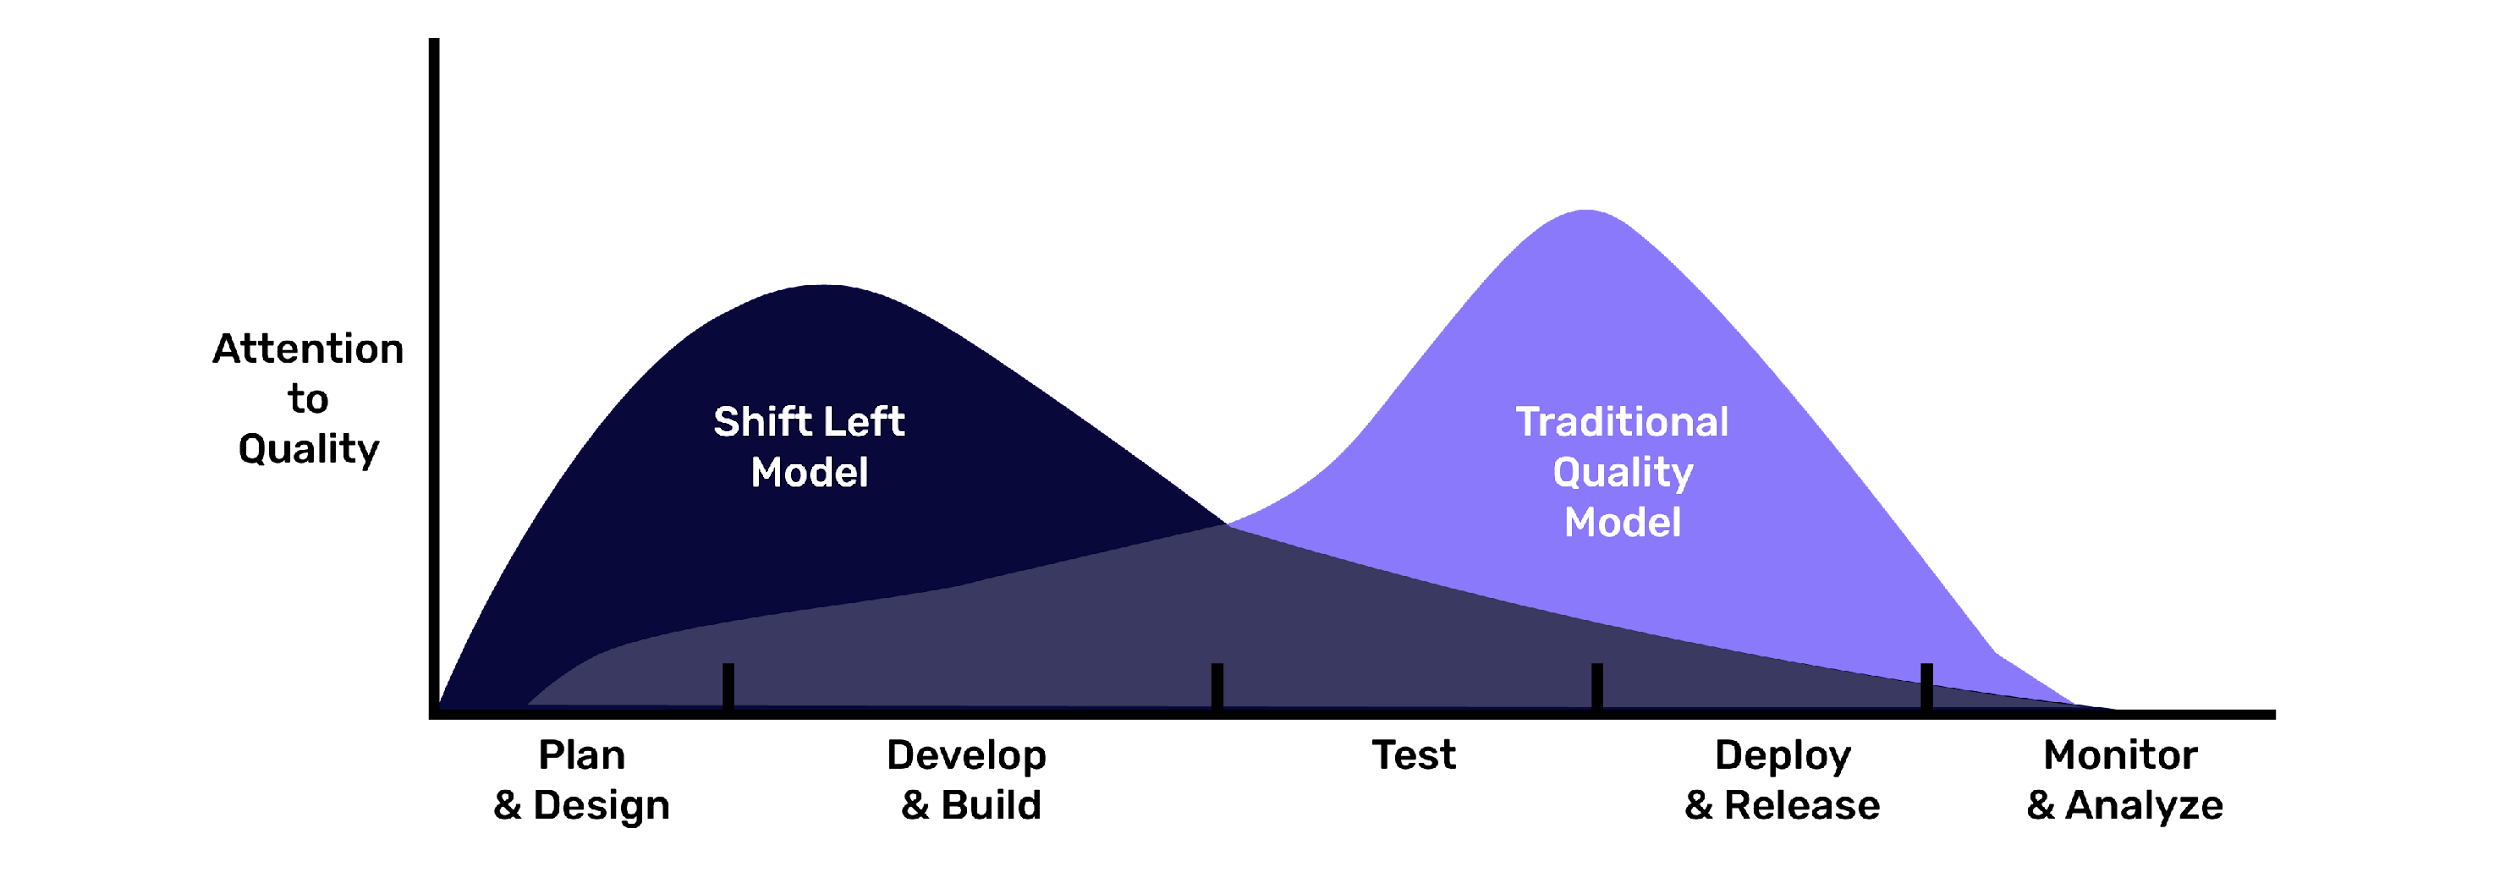 Attention
to
Quality
Shift Left
Model
Traditional
Quality
Model
Plan
& Design
Develop
& Build
Test
Deploy
& Release
Monitor
& Analyze